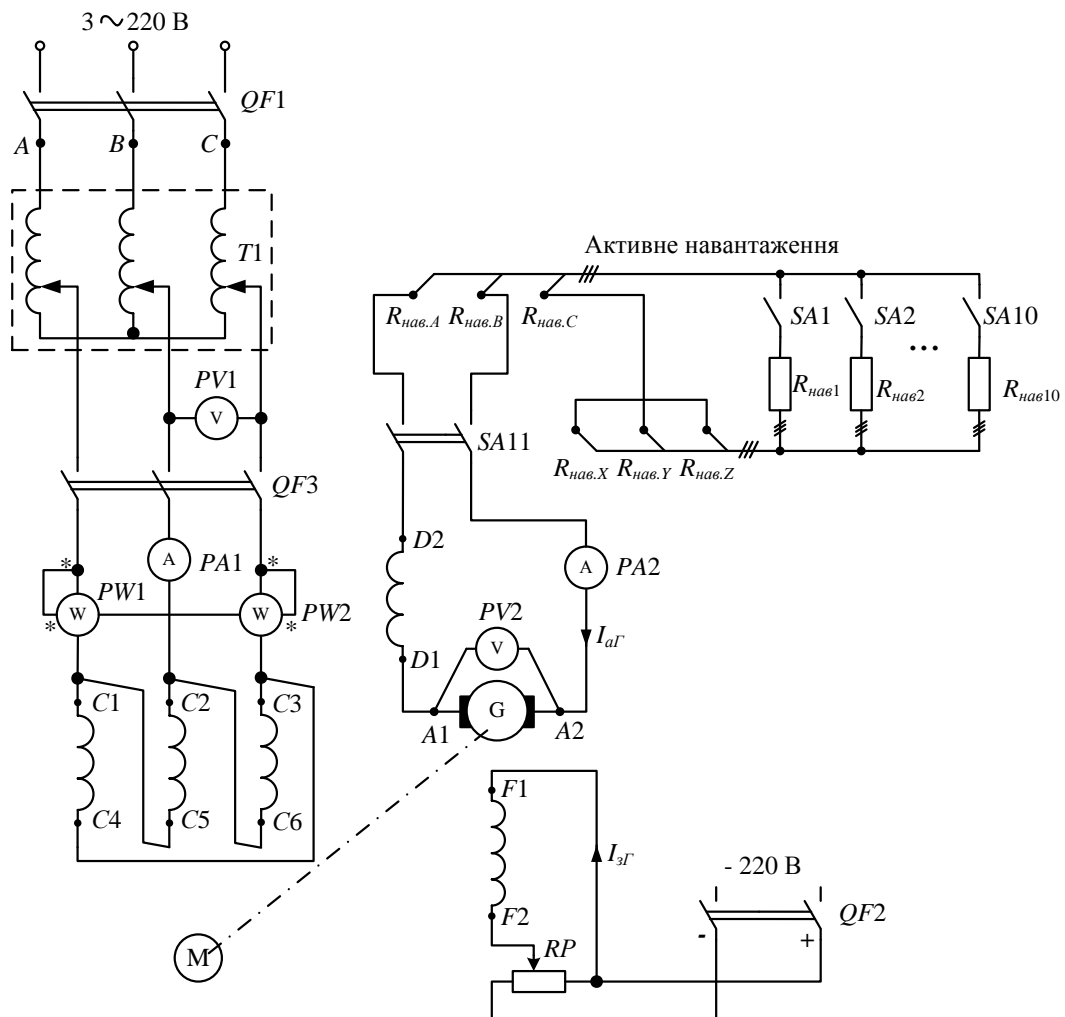 3 ~ 220 В
QF1
A
B
C
T1
Активне навантаження
Rнав.A
Rнав.B
Rнав.C
SA1
SA2
SA10
...
Rнав1
Rнав2
Rнав10
PV1
V
SA11
Rнав.X
Rнав.Y
Rнав.Z
QF3
D2
A
PA1
A
PA2
*
*
PW1
W
W
PW2
*
*
PV2
V
IаГ
D1
C1
C2
C3
G
A1
A2
C4
C5
C6
F1
IзГ
- 220 В
F2
QF2
-
+
RP
M